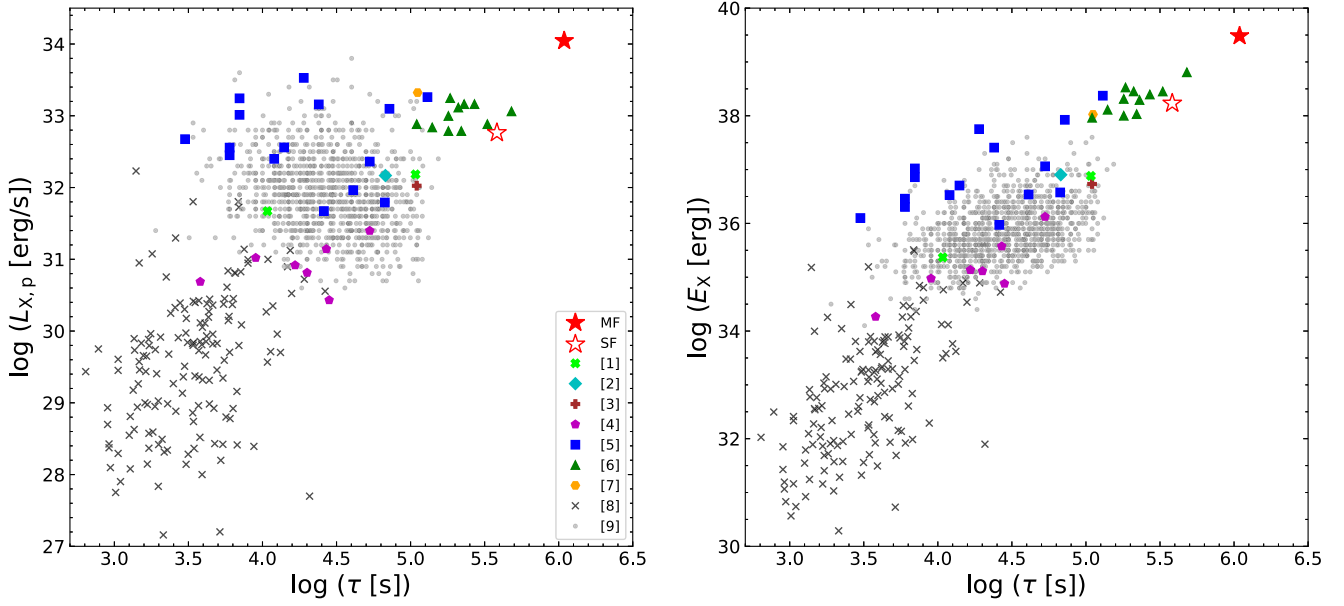 log (L_X,p [erg/s])
34
33
32
31
30
29
28
27
3.0 3.5 4.0 4.5 5.0 5.5 6.0 6.5
log (τ [s])
MF
SF
[1]
[2]
[3]
[4]
[5]
[6]
[7]
[8]
[9]
log (E_X [erg])
40
38
36
34
32
30
3.0 3.5 4.0 4.5 5.0 5.5 6.0 6.5
log (τ [s])